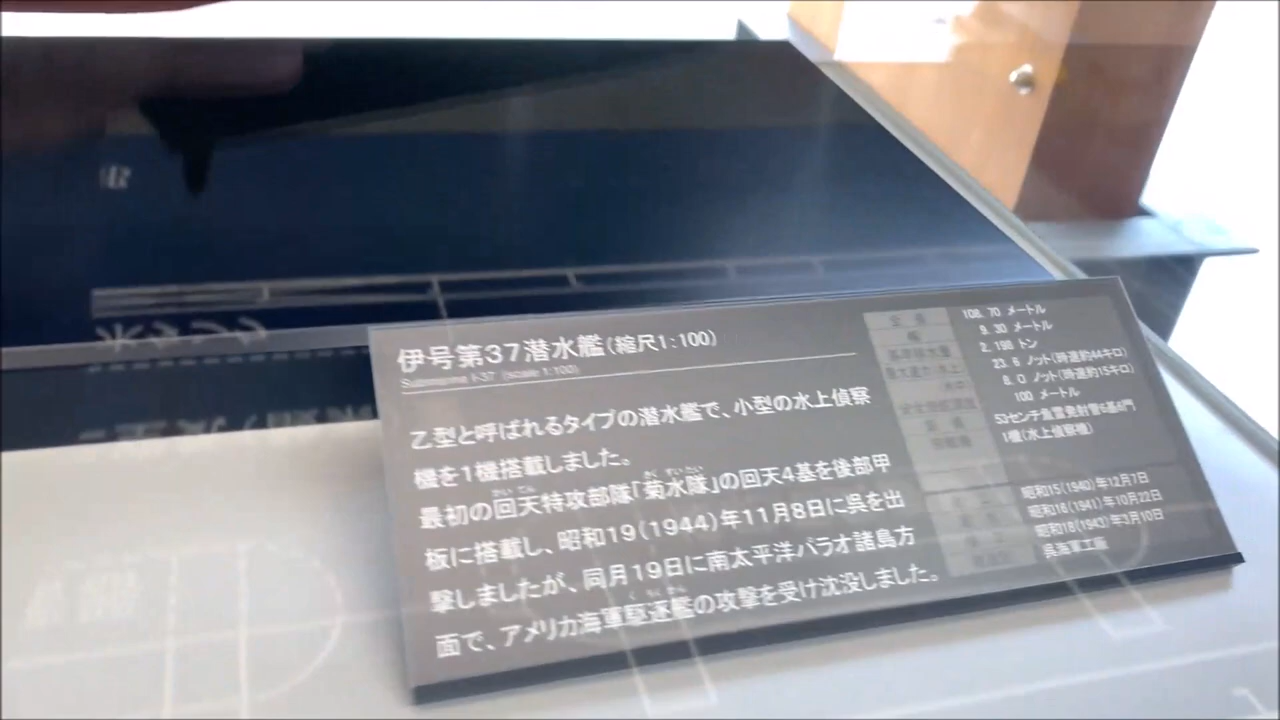 伊号第37潜水艦(縮尺1:100)
Submarine I-37 (scale 1:100)
乙型と呼ばれるタイプの潜水艦で、小型の水上偵察
機を1機搭載しました。
最初の回天特攻部隊「菊水隊」の回天4基を後部甲
板に搭載し、昭和19(1944)年11月8日に呉を出
撃しましたが、同月19日に南太平洋パラオ諸島方
面で、アメリカ海軍駆逐艦の攻撃を受け沈没しました。
全長 108.70 メートル
幅 9.30 メートル
2,198 トン
23.6 ノット(時速約44キロ)
8.0 ノット(時速約15キロ)
100 メートル
53センチ魚雷発射管6基6門
1機(水上偵察機)
昭和15(1940)年12月7日
昭和16(1941)年10月22日
昭和18(1943)年3月10日
呉海軍工廠